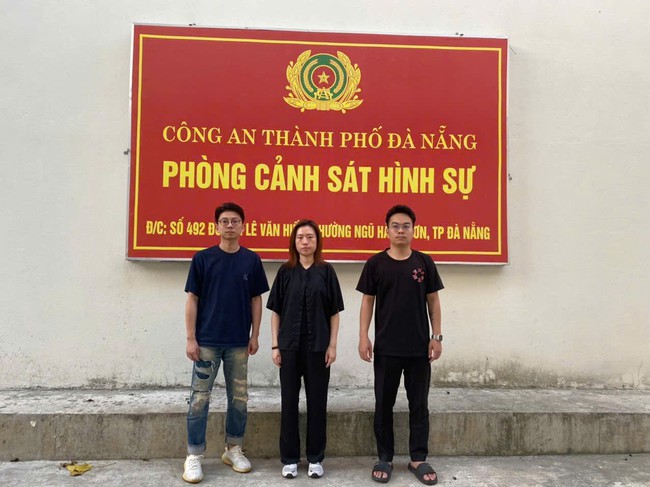 CÔNG AN THÀNH PHỐ ĐÀ NẴNG
PHÒNG CẢNH SÁT HÌNH SỰ
Đ/C: SỐ 492 LÊ VĂN NGŨ TP ĐÀ NẴNG